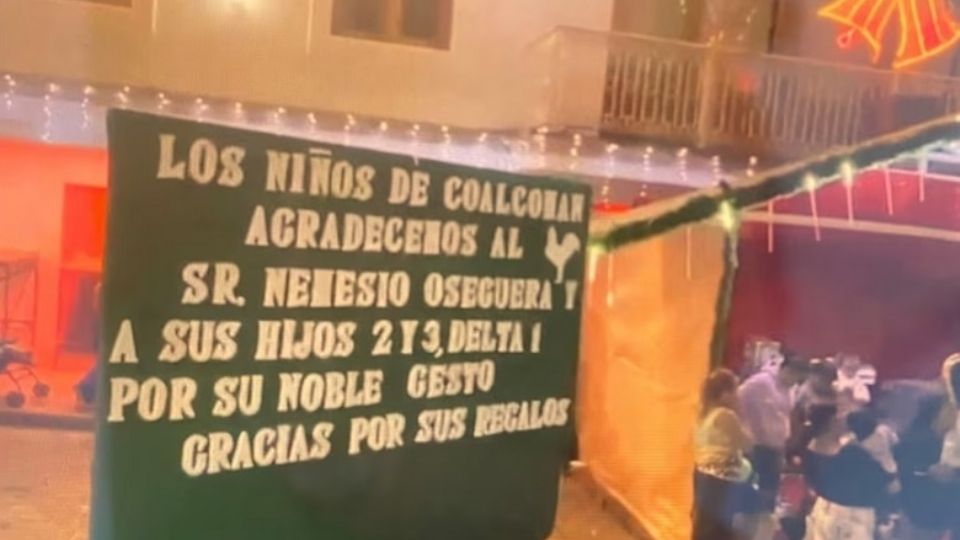 LOS NIÑOS DE COALCOMAN
AGRADECEMOS AL
SR. NEMESIO OSEGUERA Y
A SUS HIJOS 2 Y 3, DELTA 1
POR SU NOBLE GESTO
GRACIAS POR SUS REGALOS